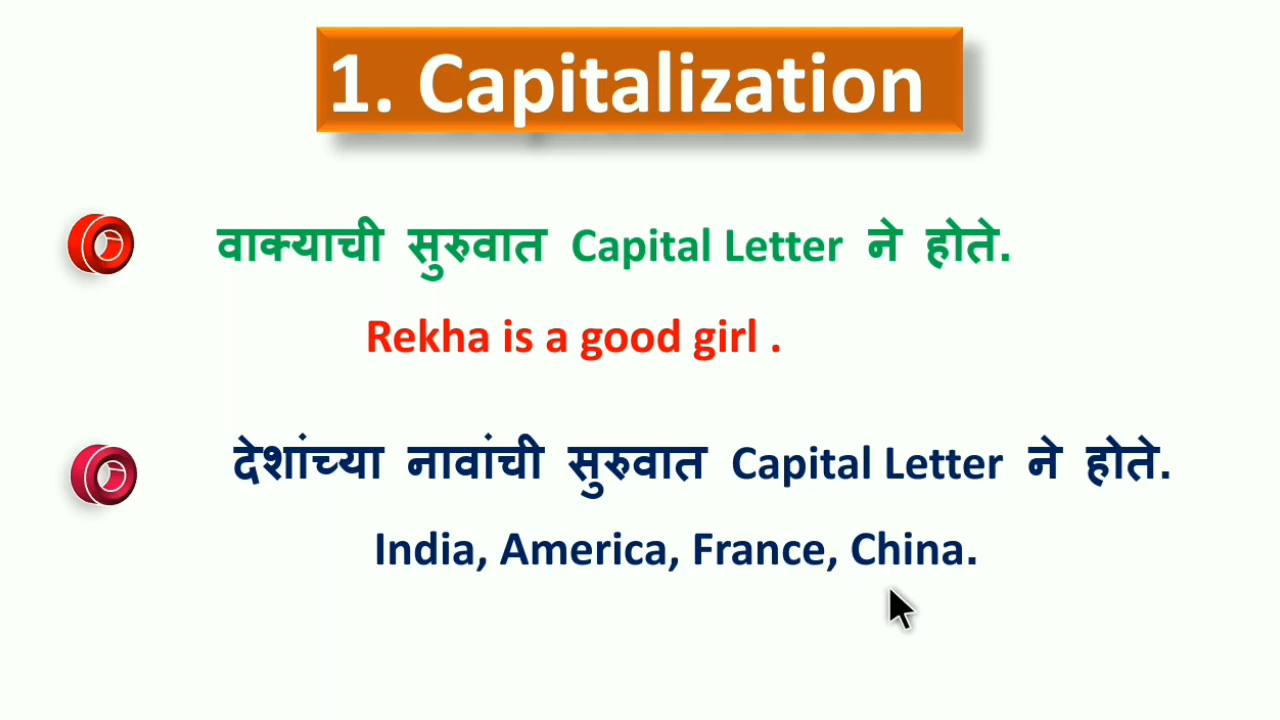 1. Capitalization
वाक्याची सुरुवात Capital Letter ने होते.
Rekha is a good girl .
देशांच्या नावांची सुरुवात Capital Letter ने होते.
India, America, France, China.